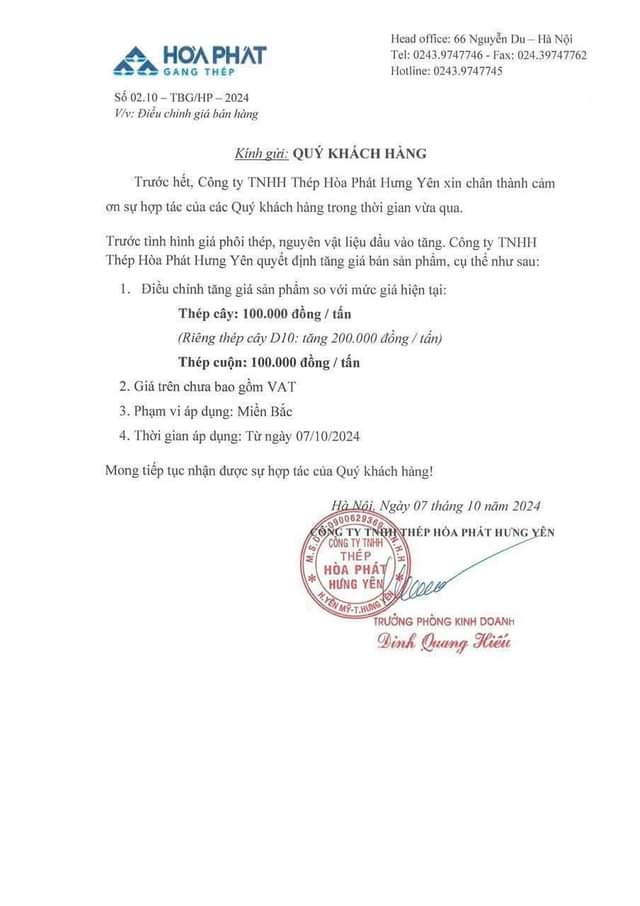 HÒA PHÁT
GANG THÉP
Head office: 66 Nguyễn Du – Hà Nội
Tel: 0243.9747746 - Fax: 024.39747762
Hotline: 0243.9747745
Số 02.10 – TBG/HP – 2024
V/v: Điều chỉnh giá bán hàng
Kính gửi: QUÝ KHÁCH HÀNG
Trước hết, Công ty TNHH Thép Hòa Phát Hưng Yên xin chân thành cảm
ơn sự hợp tác của các Quý khách hàng trong thời gian vừa qua.
Trước tình hình giá phôi thép, nguyên vật liệu đầu vào tăng. Công ty TNHH
Thép Hòa Phát Hưng Yên quyết định tăng giá bán sản phẩm, cụ thể như sau:
1. Điều chỉnh tăng giá sản phẩm so với mức giá hiện tại:
Thép cây: 100.000 đồng / tấn
(Riêng thép cây D10: tăng 200.000 đồng / tấn)
Thép cuộn: 100.000 đồng / tấn
2. Giá trên chưa bao gồm VAT
3. Phạm vi áp dụng: Miền Bắc
4. Thời gian áp dụng: Từ ngày 07/10/2024
Mong tiếp tục nhận được sự hợp tác của Quý khách hàng!
Hà Nội, Ngày 07 tháng 10 năm 2024
CÔNG TY TNHH THÉP HÒA PHÁT HƯNG YÊN
CÔNG TY TNHH
THÉP
HÒA PHÁT
HƯNG YÊN
H.YÊN MỸ-T.HƯNG YÊN
TRƯỞNG PHÒNG KINH DOANH
Đinh Quang Hiếu